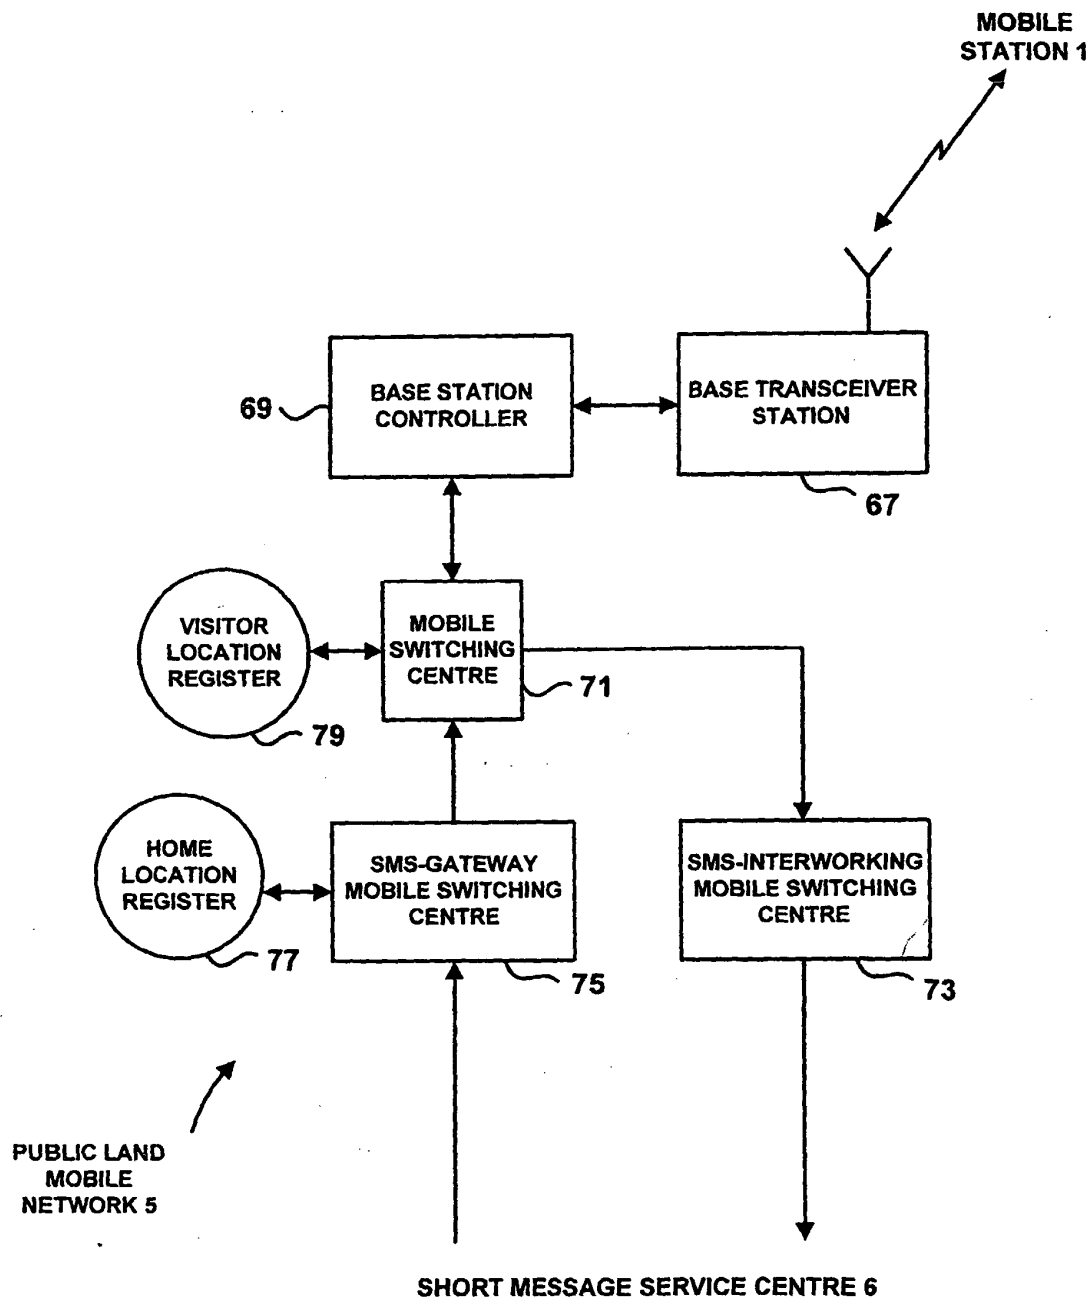 MOBILE
STATION 1
BASE STATION
CONTROLLER
69
BASE TRANSCEIVER
STATION
67
VISITOR
LOCATION
REGISTER
79
MOBILE
SWITCHING
CENTRE
71
HOME
LOCATION
REGISTER
77
SMS-GATEWAY
MOBILE SWITCHING
CENTRE
75
SMS-INTERWORKING
MOBILE SWITCHING
CENTRE
73
PUBLIC LAND
MOBILE
NETWORK 5
SHORT MESSAGE SERVICE CENTRE 6